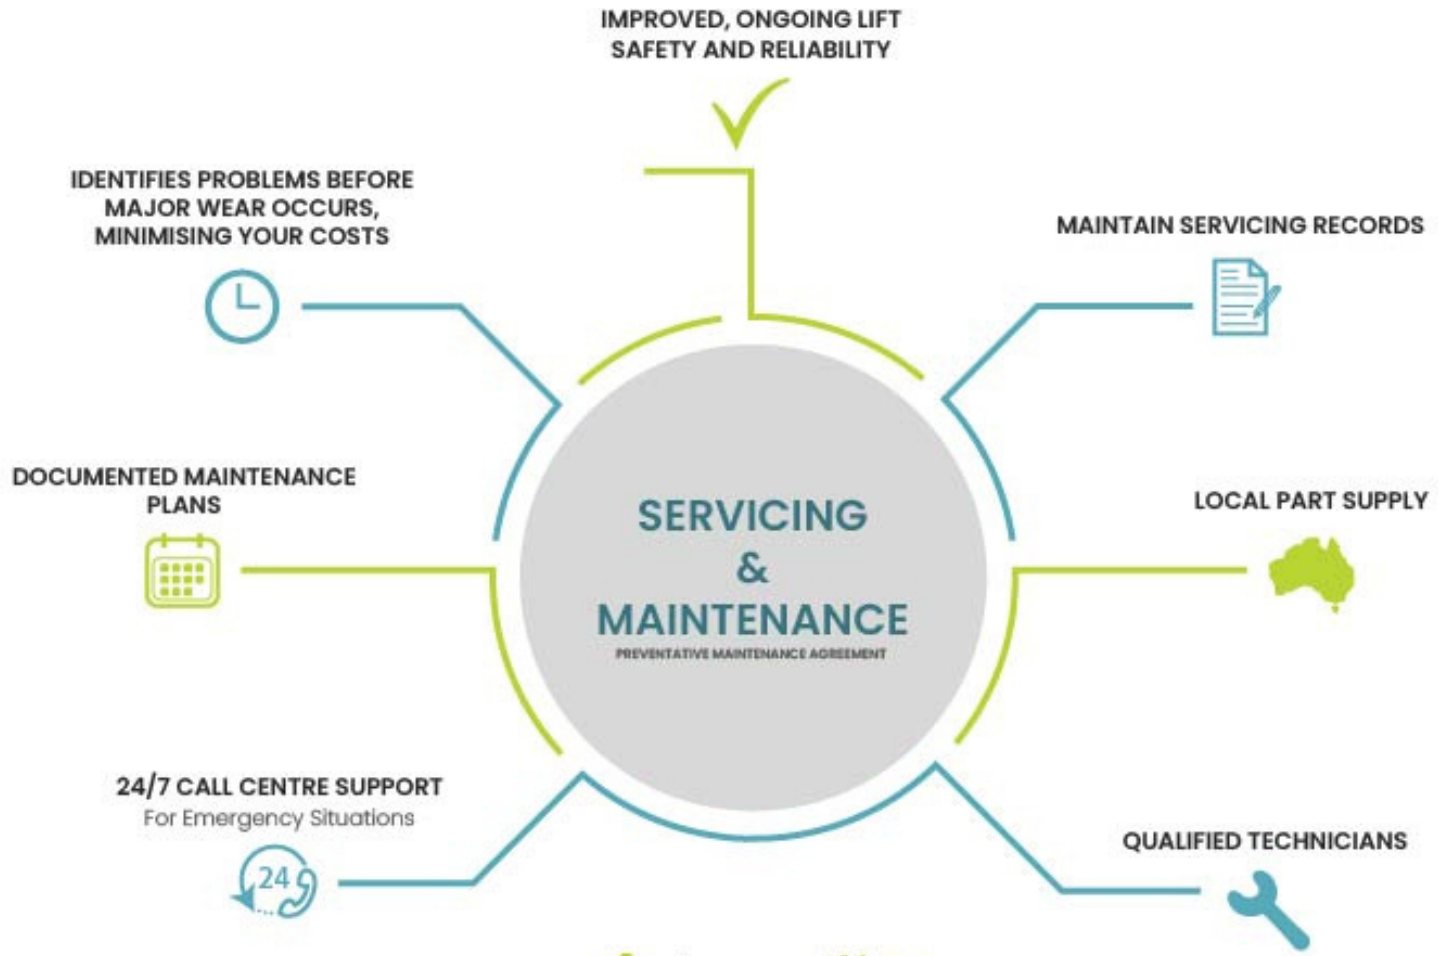 IMPROVED, ONGOING LIFT
SAFETY AND RELIABILITY
IDENTIFIES PROBLEMS BEFORE
MAJOR WEAR OCCURS,
MINIMISING YOUR COSTS
MAINTAIN SERVICING RECORDS
DOCUMENTED MAINTENANCE
PLANS
LOCAL PART SUPPLY
SERVICING
&
MAINTENANCE
PREVENTATIVE MAINTENANCE AGREEMENT
24/7 CALL CENTRE SUPPORT
For Emergency Situations
24
QUALIFIED TECHNICIANS